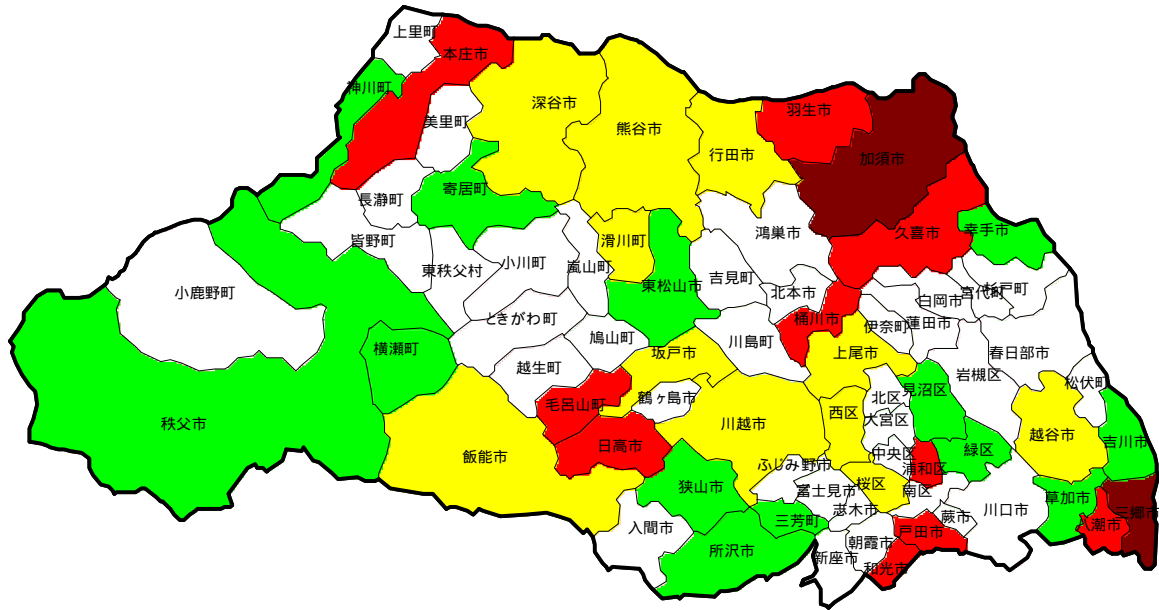 上里町
本庄市
神川町
美里町
深谷市
熊谷市
行田市
羽生市
加須市
長瀞町
寄居町
皆野町
東秩父村
小川町
嵐山町
滑川町
東松山市
吉見町
鴻巣市
久喜市
幸手市
小鹿野町
ときがわ町
鳩山町
川島町
北本市
桶川市
伊奈町
白岡市
宮代町
杉戸町
蓮田市
横瀬町
越生町
坂戸市
上尾市
春日部市
岩槻区
松伏町
秩父市
毛呂山町
鶴ヶ島市
川越市
西区
北区
見沼区
大宮区
越谷市
吉川市
飯能市
日高市
狭山市
ふじみ野市
富士見市
中央区
浦和区
緑区
桜区
南区
志木市
川口市
草加市
三郷市
八潮市
入間市
所沢市
三芳町
新座市
朝霞市
和光市
戸田市
蕨市